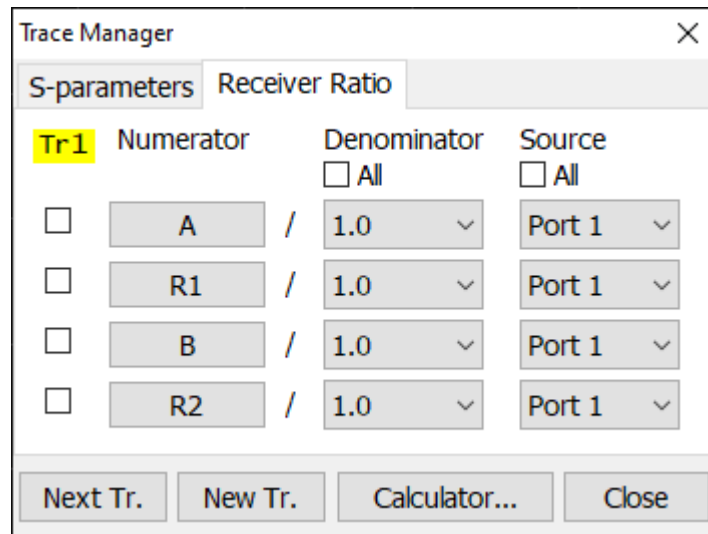 Trace Manager
S-parameters Receiver Ratio
Tr1 Numerator Denominator Source
All All
A / 1.0 Port 1
R1 / 1.0 Port 1
B / 1.0 Port 1
R2 / 1.0 Port 1
Next Tr. New Tr. Calculator... Close